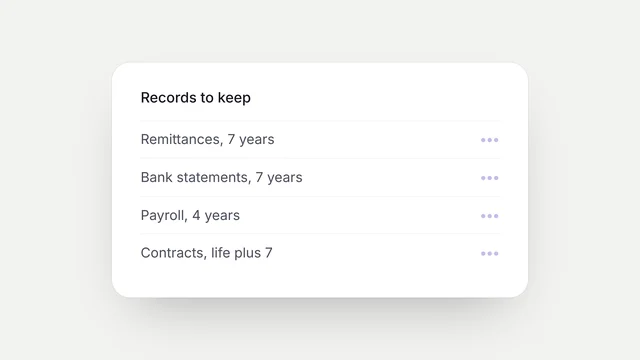 Records to keep
Remittances, 7 years
Bank statements, 7 years
Payroll, 4 years
Contracts, life plus 7